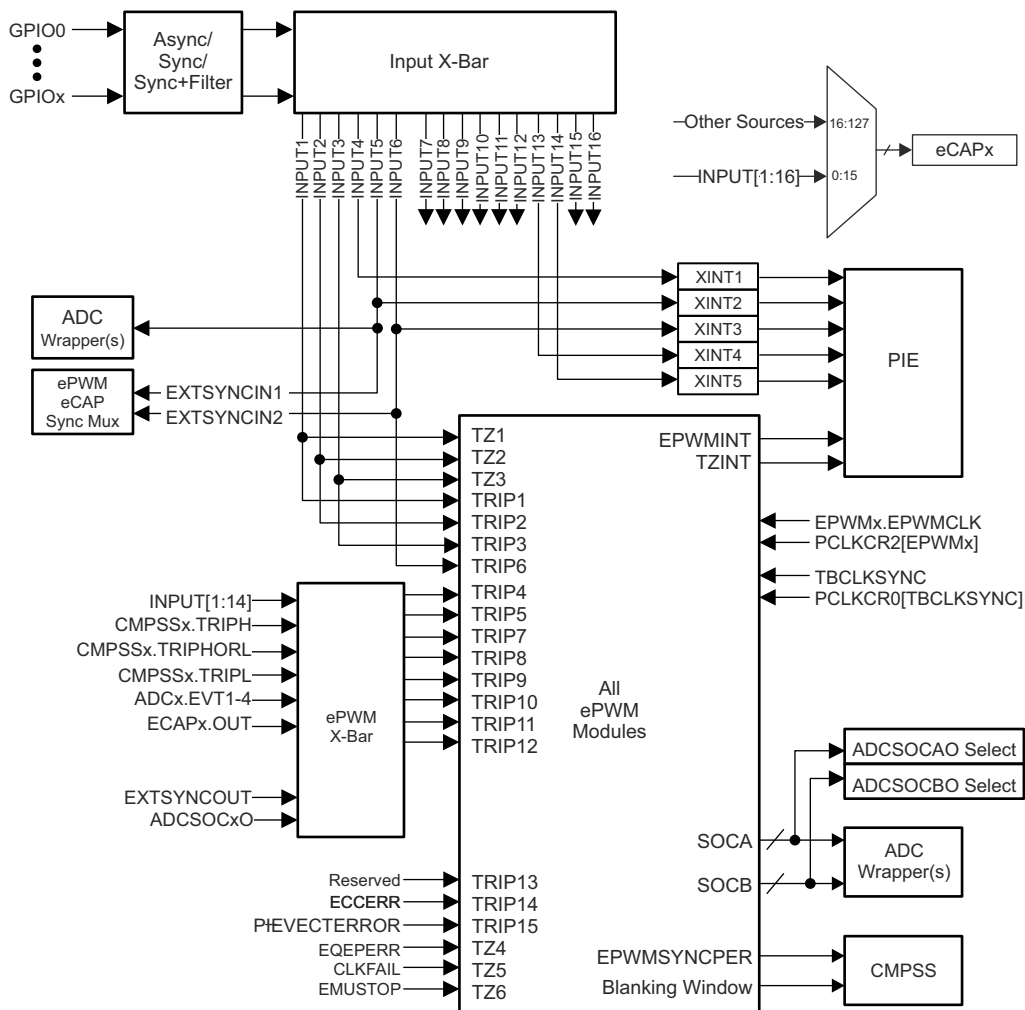 GPIO0
GPIOx
Async/
Sync/
Sync+Filter
Input X-Bar
INPUT1
INPUT2
INPUT3
INPUT4
INPUT5
INPUT6
INPUT7
INPUT8
INPUT9
INPUT10
INPUT11
INPUT12
INPUT13
INPUT14
INPUT15
INPUT16
Other Sources
16:127
INPUT[1:16]
0:15
eCAPx
XINT1
XINT2
XINT3
XINT4
XINT5
PIE
ADC
Wrapper(s)
ePWM
eCAP
Sync Mux
EXTSYNCIN1
EXTSYNCIN2
TZ1
TZ2
TZ3
TRIP1
TRIP2
TRIP3
TRIP6
TRIP4
TRIP5
TRIP7
TRIP8
TRIP9
TRIP10
TRIP11
TRIP12
EPWMINT
TZINT
EPWMx.EPWMCLK
PCLKCR2[EPWMx]
TBCLKSYNC
PCLKCR0[TBCLKSYNC]
INPUT[1:14]
CMPSSx.TRIPH
CMPSSx.TRIPHORL
CMPSSx.TRIPL
ADCx.EVT1-4
ECAPx.OUT
EXTSYNCOUT
ADCSOCxO
ePWM
X-Bar
All
ePWM
Modules
ADCSOCAO Select
ADCSOCBO Select
SOCA
SOCB
ADC
Wrapper(s)
Reserved
ECCERR
PIEVECTERROR
EQEPERR
CLKFAIL
EMUSTOP
TRIP13
TRIP14
TRIP15
TZ4
TZ5
TZ6
EPWMSYNCPER
Blanking Window
CMPSS